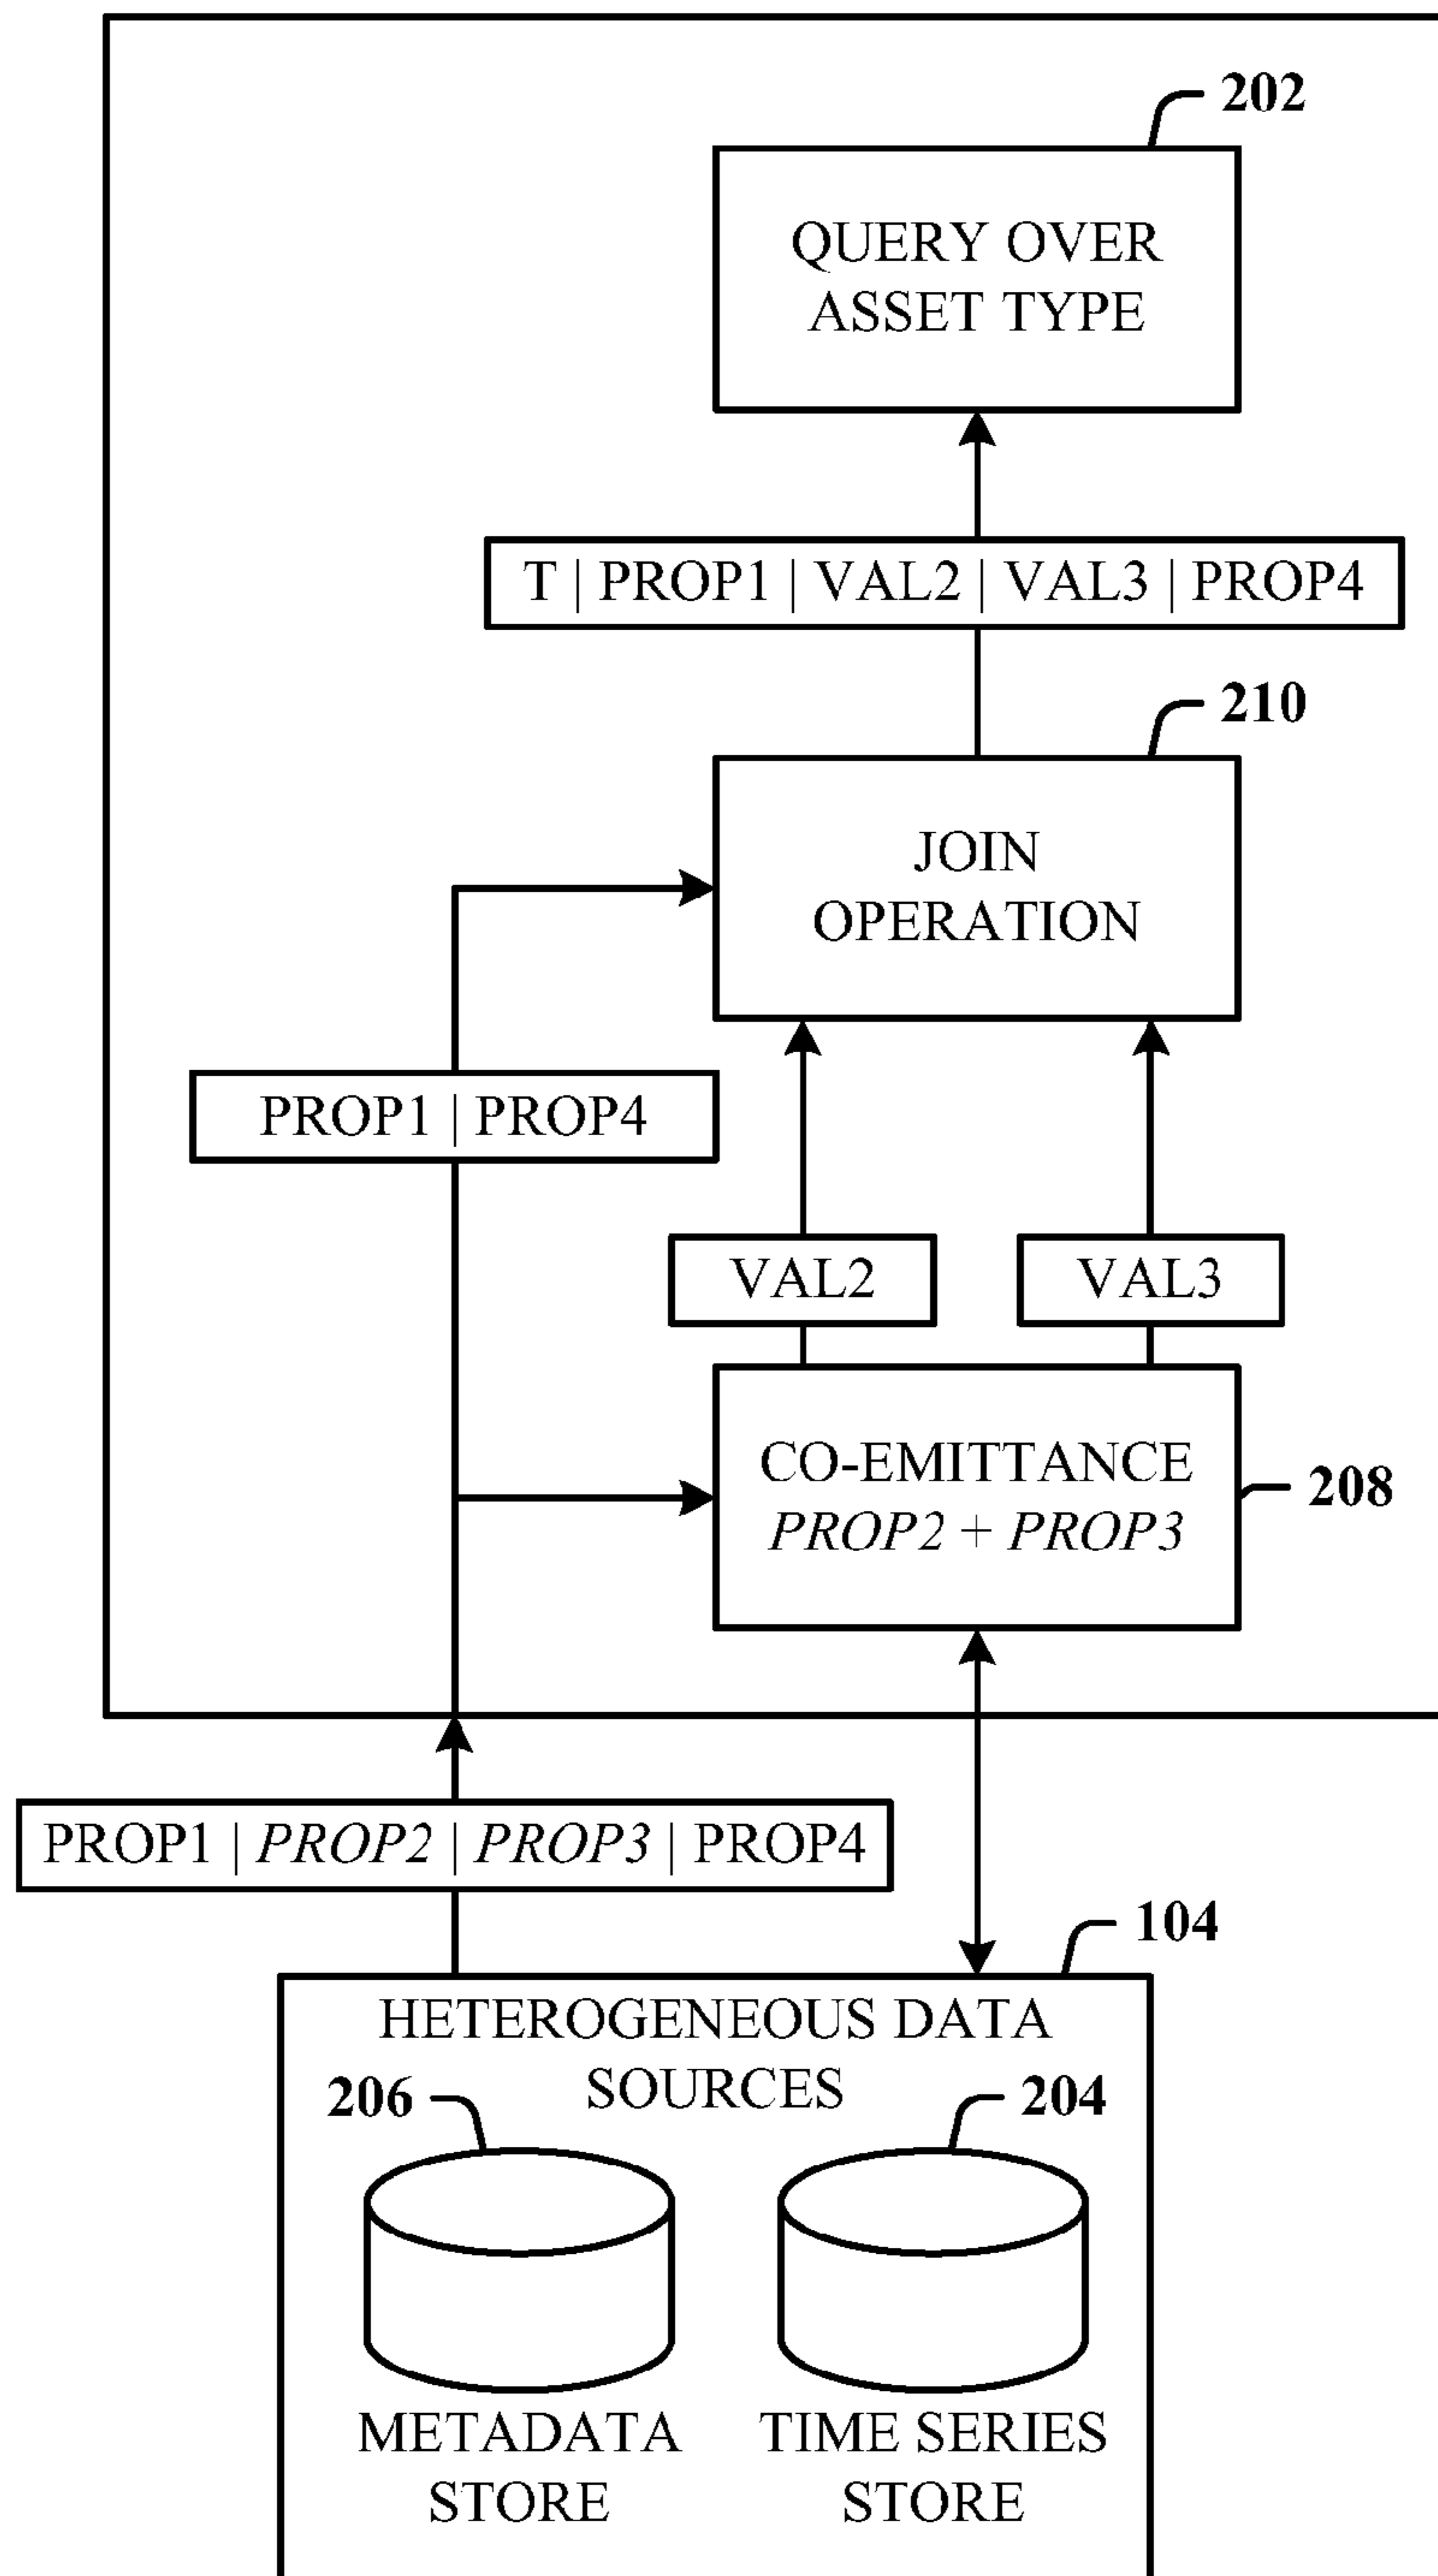 202
QUERY OVER
ASSET TYPE
T | PROP1 | VAL2 | VAL3 | PROP4
210
JOIN
OPERATION
PROP1 | PROP4
VAL2
VAL3
CO-EMITTANCE
PROP2 + PROP3
208
PROP1 | PROP2 | PROP3 | PROP4
104
HETEROGENEOUS DATA
SOURCES
206
204
METADATA
STORE
TIME SERIES
STORE